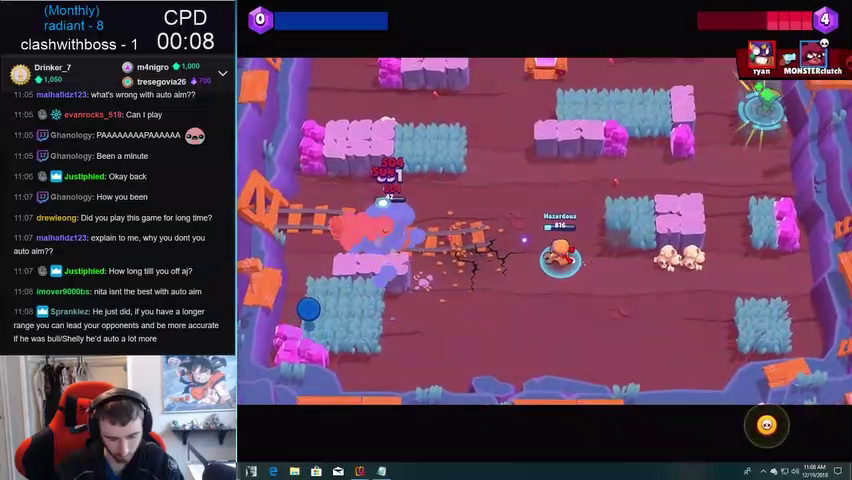 (Monthly)
radiant - 8
clashwithboss - 1
CPD
00:08
Drinker_7
1,050
m4nigro 1,000
tresegovia26 700
11:05 malhafidz123: what's wrong with auto aim??
11:05 evanrocks_518: Can I play
11:05 Ghanology: PAAAAAAAPAAAAAA
11:05 Ghanology: Been a minute
11:06 Justiphied: Okay back
11:07 Ghanology: How you been
11:07 drewleong: Did you play this game for long time?
11:07 malhafidz123: explain to me, why you dont you
auto aim??
11:07 Justiphied: How long till you off aj?
11:08 imover9000bs: nita isnt the best with auto aim
11:08 Spranklez: He just did, if you have a longer
range you can lead your opponents and be more accurate
if he was bull/Shelly he'd auto a lot more
0
4
ryan
MONSTERclutch
504
Hazardous
816
11:08 AM
12/19/2018